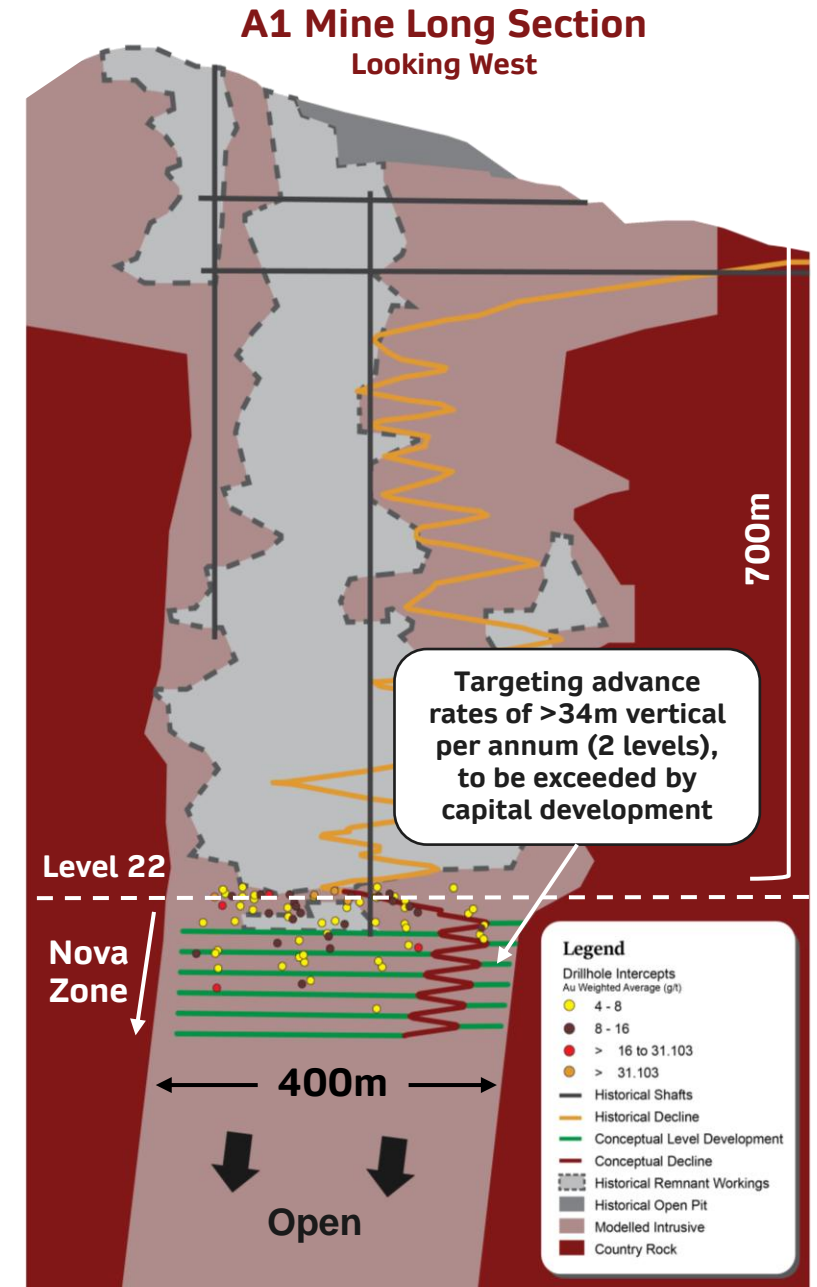 A1 Mine Long Section
Looking West
700m
Targeting advance
rates of >34m vertical
per annum (2 levels),
to be exceeded by
capital development
Level 22
Nova
Zone
400m
Open
Legend
Drillhole Intercepts
Au Weighted Average (g/t)
4 - 8
8 - 16
> 16 to 31.103
> 31.103
Historical Shafts
Historical Decline
Conceptual Level Development
Conceptual Decline
Historical Remnant Workings
Historical Open Pit
Modelled Intrusive
Country Rock